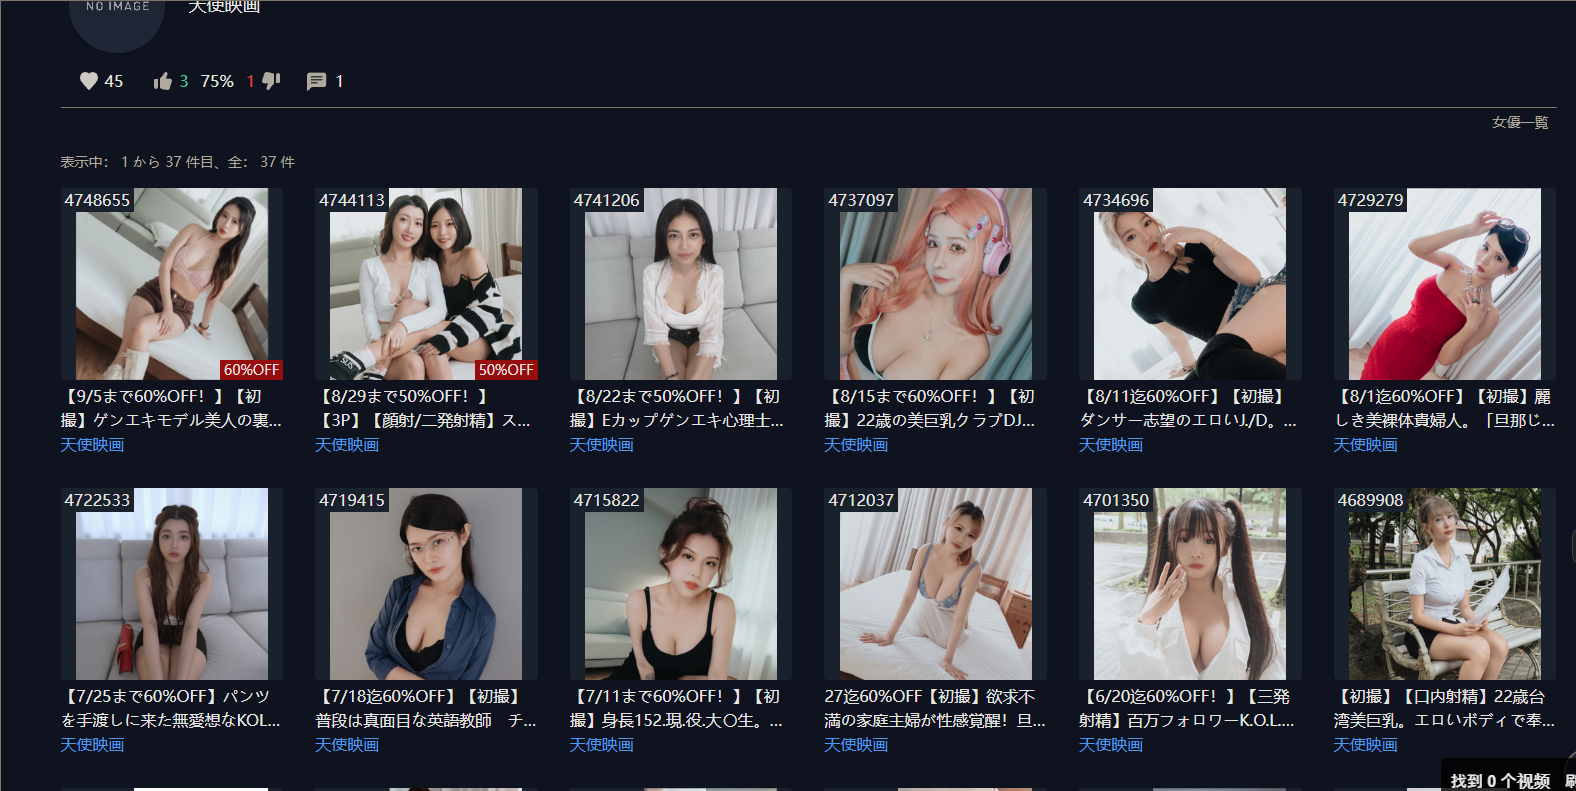 NO IMAGE
天使映画
45 3 75% 1 1
女優一覧
表示中： 1 から 37 件目、全： 37 件
4748655
60%OFF
【9/5まで60%OFF！】【初
撮】ゲンエキモデル美人の裏...
天使映画
4744113
50%OFF
【8/29まで50%OFF！】
【3P】【顔射/二発射精】ス...
天使映画
4741206
【8/22まで50%OFF！】【初
撮】Eカップゲンエキ心理士...
天使映画
4737097
【8/15まで60%OFF！】【初
撮】22歳の美巨乳クラブDJ...
天使映画
4734696
【8/11迄60%OFF】【初撮】
ダンサー志望のエロいJ./D。...
天使映画
4729279
【8/1迄60%OFF】【初撮】麗
しき美裸体貴婦人。「旦那じ...
天使映画
4722533
【7/25まで60%OFF】パンツ
を手渡しに来た無愛想なKOL...
天使映画
4719415
【7/18迄60%OFF】【初撮】
普段は真面目な英語教師　チ...
天使映画
4715822
【7/11まで60%OFF！】【初
撮】身長152.現.役.大〇生。...
天使映画
4712037
27迄60%OFF【初撮】欲求不
満の家庭主婦が性感覚醒！旦...
天使映画
4701350
【6/20迄60%OFF！】【三発
射精】百万フォロワーK.O.L....
天使映画
4689908
【初撮】【口内射精】22歳台
湾美巨乳。エロいボディで奉...
天使映画
找到 0 个视频 刷